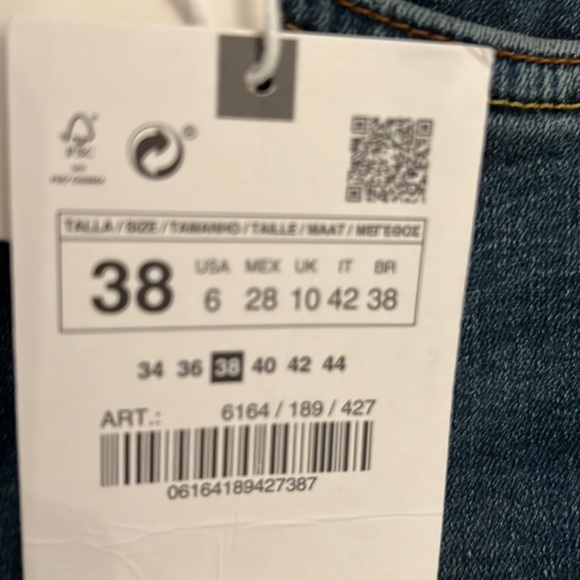 FSC
®
TALLA / SIZE / TAMANHO / TAILLE / MAAT / ΜΕΓΕΘΟΣ
38 USA MEX UK IT BR
6 28 10 42 38
34 36 38 40 42 44
ART.: 6164 / 189 / 427
06164189427387